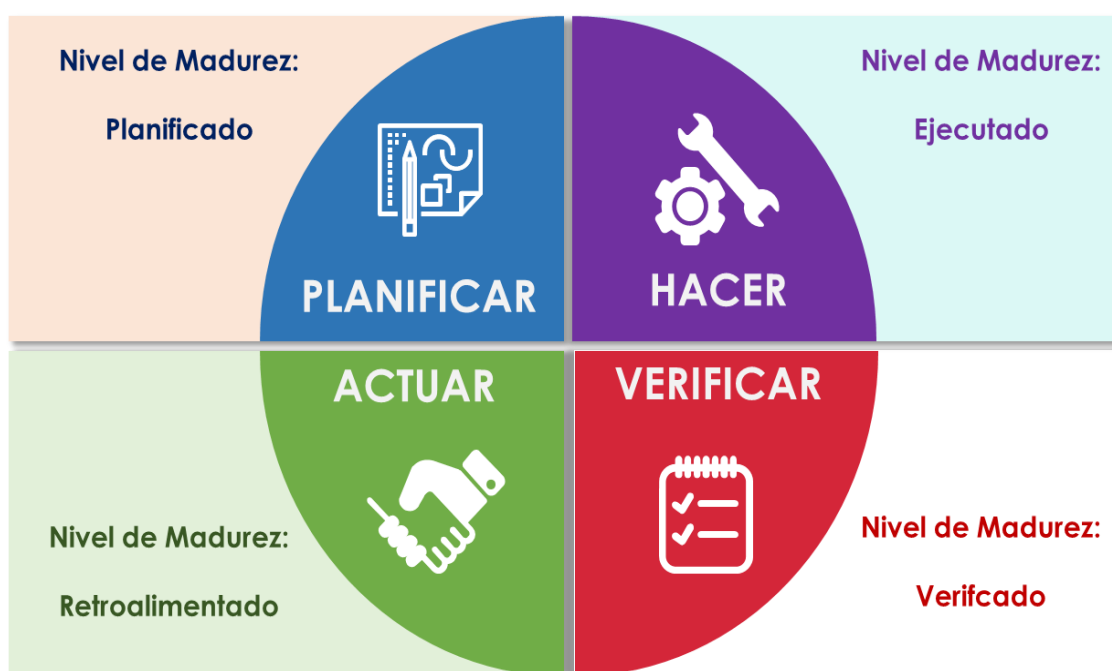 Nivel de Madurez:
Planificado
PLANIFICAR
Nivel de Madurez:
Ejecutado
HACER
ACTUAR
Nivel de Madurez:
Retroalimentado
VERIFICAR
Nivel de Madurez:
Verifcado